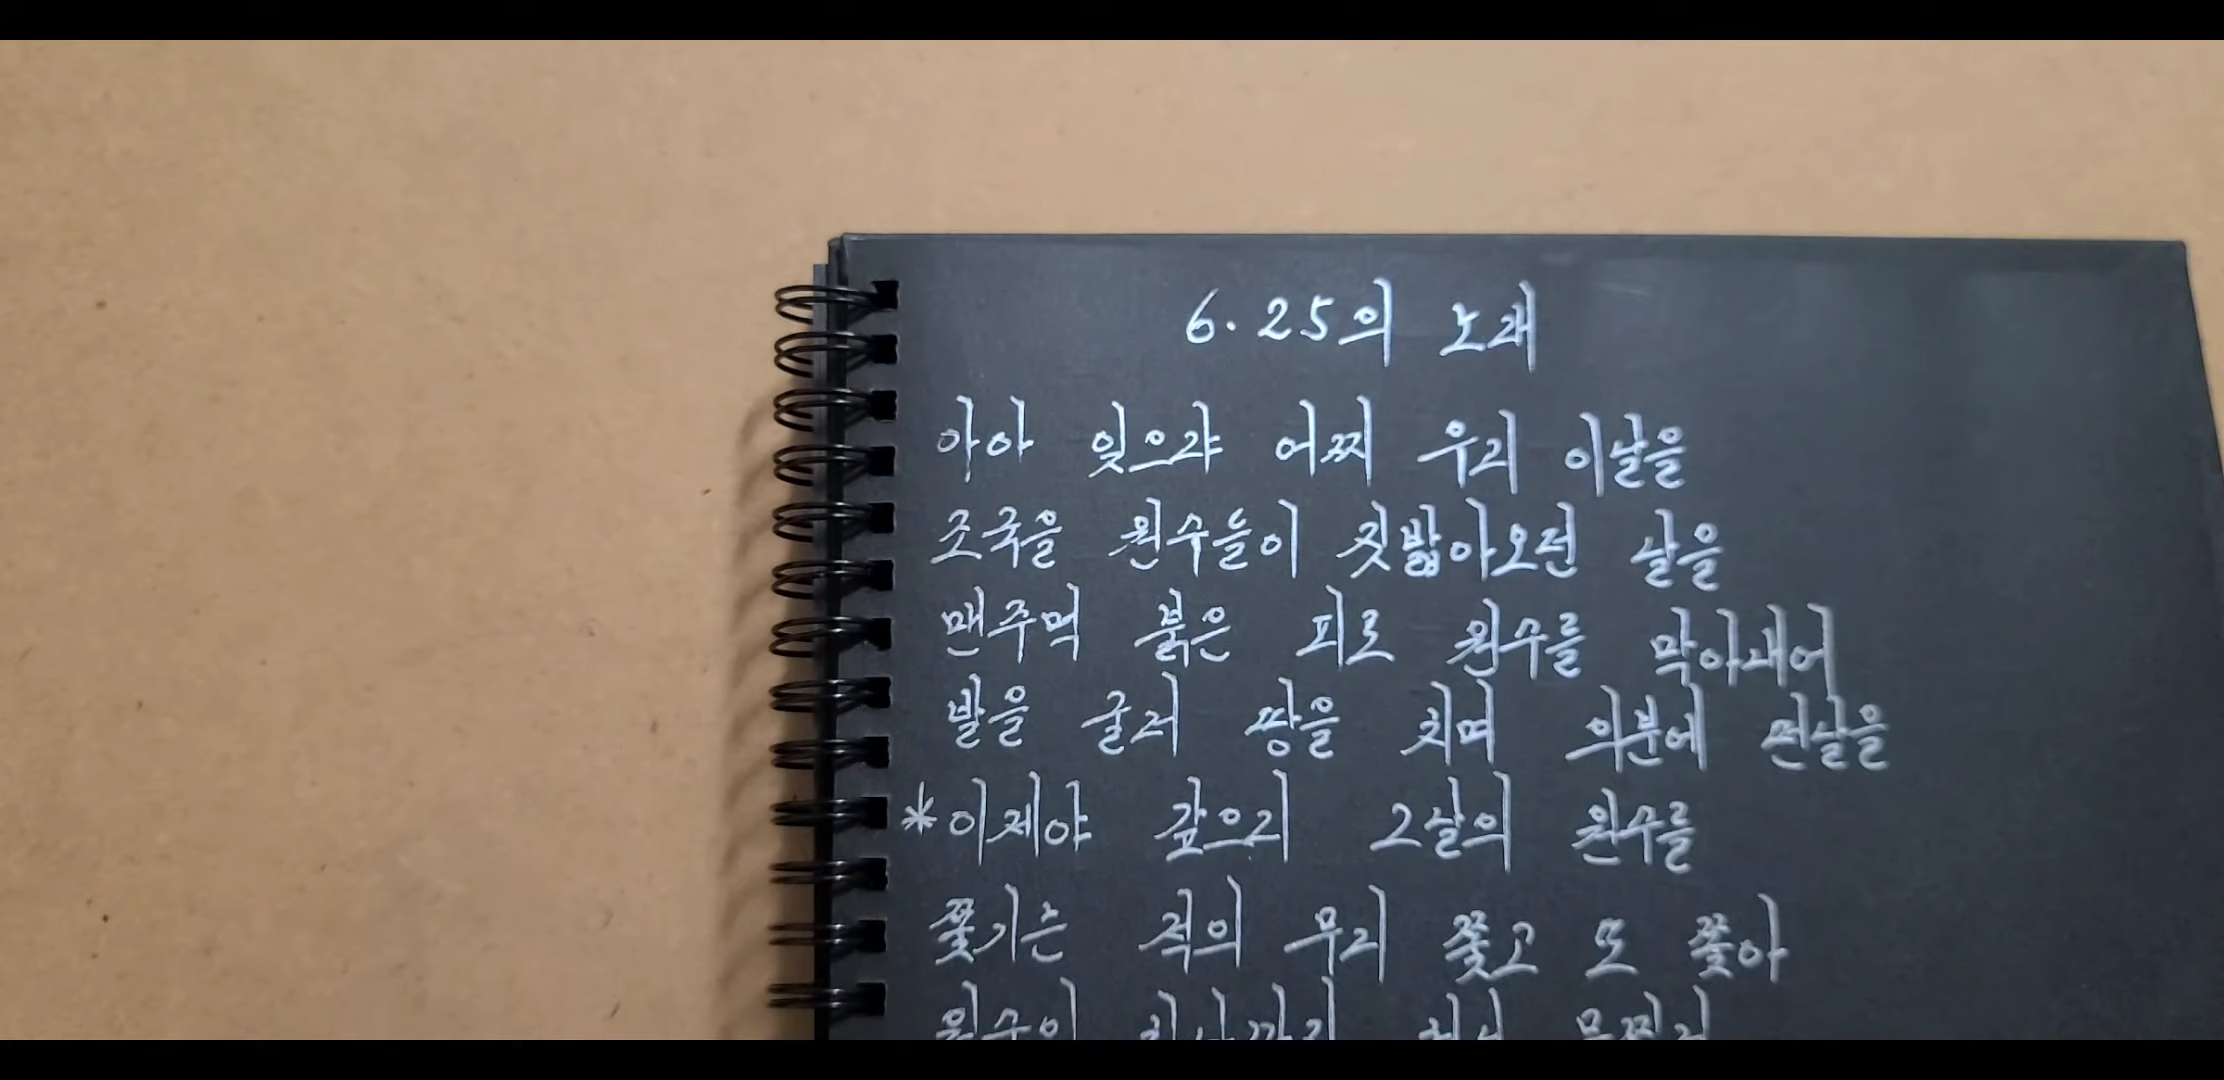 6.25의 노래
아아 잊으랴 어찌 우리 이날을
조국을 원수들이 짓밟아오던 날을
맨주먹 붉은 피로 원수를 막아내어
발을 굴러 땅을 치며 의분에 떤날을
*이제야 갚으리 그날의 원수를
쫓기는 적의 무리 쫓고 또 쫓아